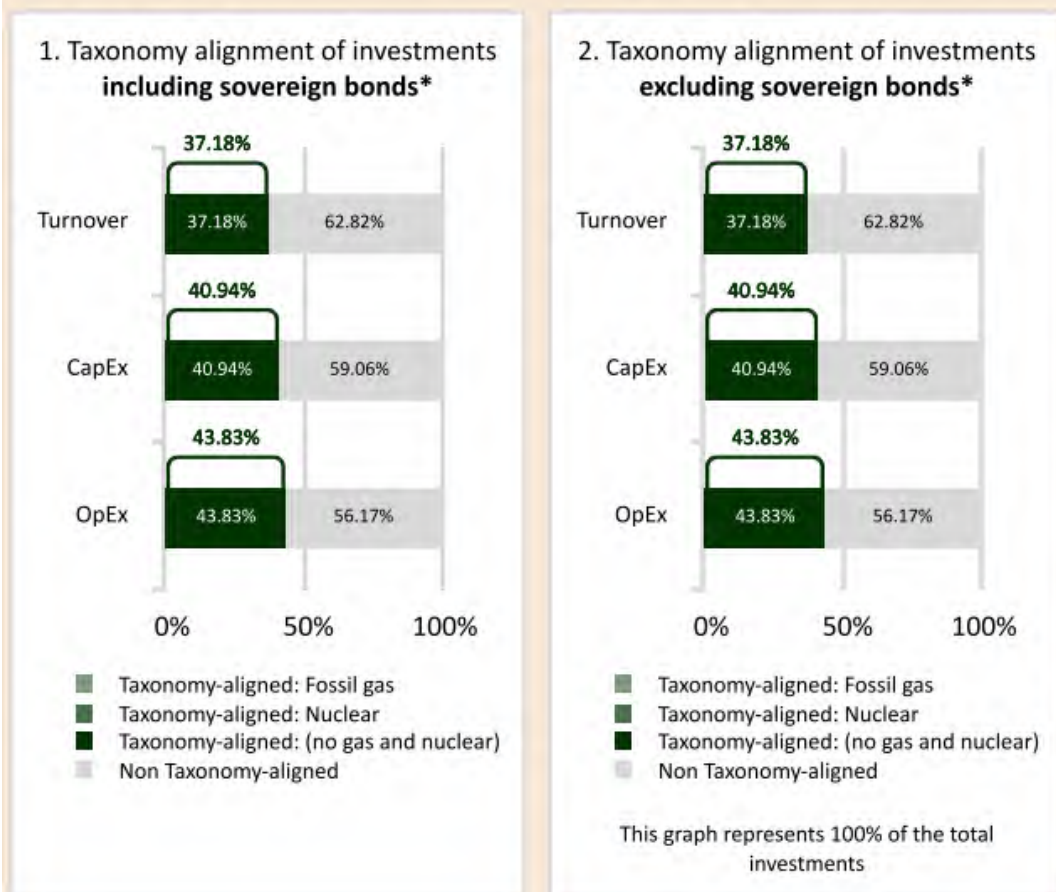 1. Taxonomy alignment of investments
including sovereign bonds*
37.18%
Turnover
37.18%
62.82%
40.94%
CapEx
40.94%
59.06%
43.83%
OpEx
43.83%
56.17%
0%
50%
100%
Taxonomy-aligned: Fossil gas
Taxonomy-aligned: Nuclear
Taxonomy-aligned: (no gas and nuclear)
Non Taxonomy-aligned
2. Taxonomy alignment of investments
excluding sovereign bonds*
37.18%
Turnover
37.18%
62.82%
40.94%
CapEx
40.94%
59.06%
43.83%
OpEx
43.83%
56.17%
0%
50%
100%
Taxonomy-aligned: Fossil gas
Taxonomy-aligned: Nuclear
Taxonomy-aligned: (no gas and nuclear)
Non Taxonomy-aligned
This graph represents 100% of the total
investments